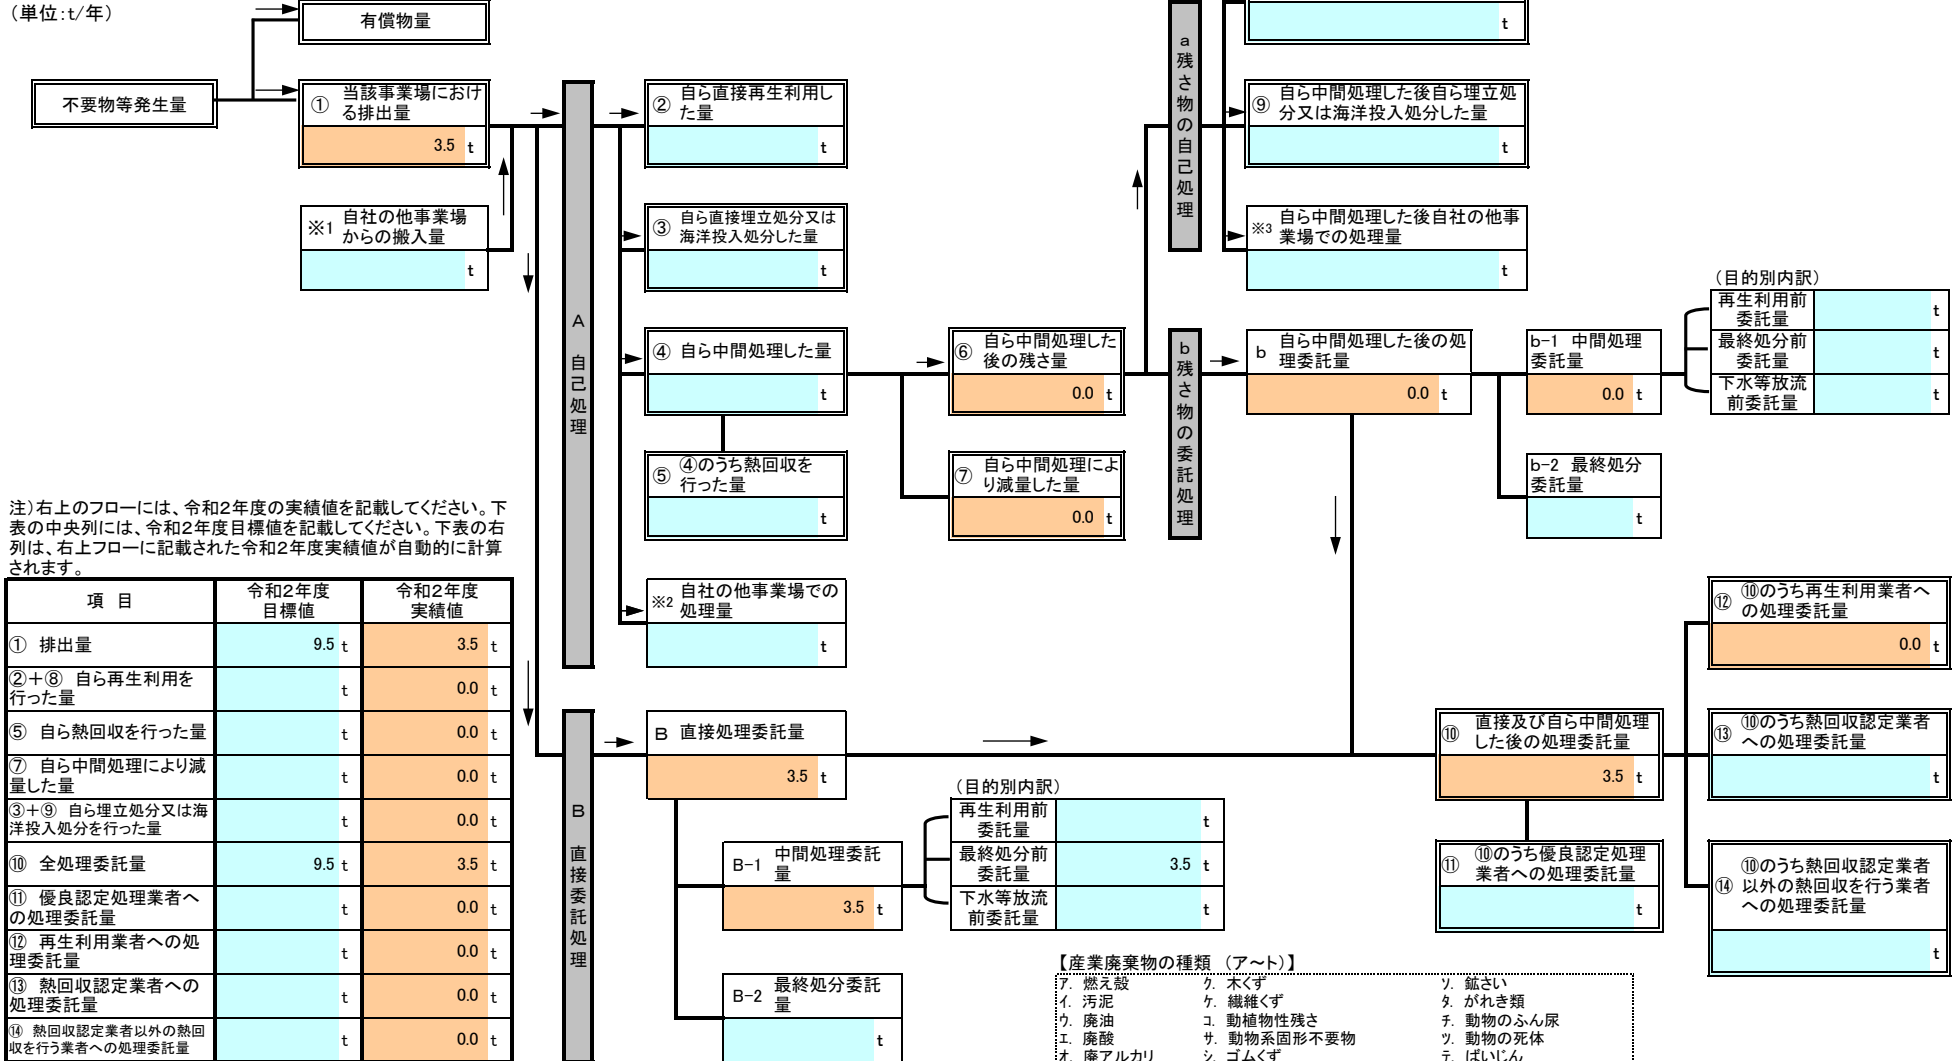 （単位：t/年）
有償物量
不要物等発生量
①
当該事業場におけ
る排出量
3.5 t
※1
自社の他事業場
からの搬入量
t
A 自己処理
②
自ら直接再生利用し
た量
t
③
自ら直接埋立処分又は
海洋投入処分した量
t
④ 自ら中間処理した量
t
⑤
④のうち熱回収を
行った量
t
※2
自社の他事業場での
処理量
t
⑥
自ら中間処理した
後の残さ量
0.0 t
⑦
自ら中間処理によ
り減量した量
0.0 t
a 残さ物の自己処理
t
⑨
自ら中間処理した後自ら埋立処
分又は海洋投入処分した量
t
※3
自ら中間処理した後自社の他事
業場での処理量
t
b 残さ物の委託処理
b
自ら中間処理した後の処
理委託量
0.0 t
b-1 中間処理
委託量
0.0 t
（目的別内訳）
再生利用前
委託量
t
最終処分前
委託量
t
下水等放流
前委託量
t
b-2 最終処分
委託量
t
注）右上のフローには、令和２年度の実績値を記載してください。下
表の中央列には、令和２年度目標値を記載してください。下表の右
列は、右上フローに記載された令和２年度実績値が自動的に計算
されます。
項 目
令和２年度
目標値
令和２年度
実績値
① 排出量 9.5 t 3.5 t
②＋⑧ 自ら再生利用を
行った量
t 0.0 t
⑤ 自ら熱回収を行った量 t 0.0 t
⑦ 自ら中間処理により減
量した量
t 0.0 t
③＋⑨ 自ら埋立処分又は海
洋投入処分を行った量
t 0.0 t
⑩ 全処理委託量 9.5 t 3.5 t
⑪ 優良認定処理業者へ
の処理委託量
t 0.0 t
⑫ 再生利用業者への処
理委託量
t 0.0 t
⑬ 熱回収認定業者への
処理委託量
t 0.0 t
⑭ 熱回収認定業者以外の熱回
収を行う業者への処理委託量
t 0.0 t
B 直接委託処理
B 直接処理委託量
3.5 t
B-1
中間処理委託
量
3.5 t
（目的別内訳）
再生利用前
委託量
t
最終処分前
委託量
3.5 t
下水等放流
前委託量
t
B-2
最終処分委託
量
t
⑩
直接及び自ら中間処理
した後の処理委託量
3.5 t
⑪
⑩のうち優良認定処理
業者への処理委託量
t
⑫
⑩のうち再生利用業者へ
の処理委託量
0.0 t
⑬
⑩のうち熱回収認定業者
への処理委託量
t
⑭
⑩のうち熱回収認定業者
以外の熱回収を行う業者
への処理委託量
t
【産業廃棄物の種類 （ア～ト）】
ア. 燃え殻 ク. 木くず ソ. 鉱さい
イ. 汚泥 ケ. 繊維くず タ. がれき類
ウ. 廃油 コ. 動植物性残さ チ. 動物のふん尿
エ. 廃酸 サ. 動物系固形不要物 ツ. 動物の死体
オ. 廃アルカリ シ. ゴムくず テ. ばいじん